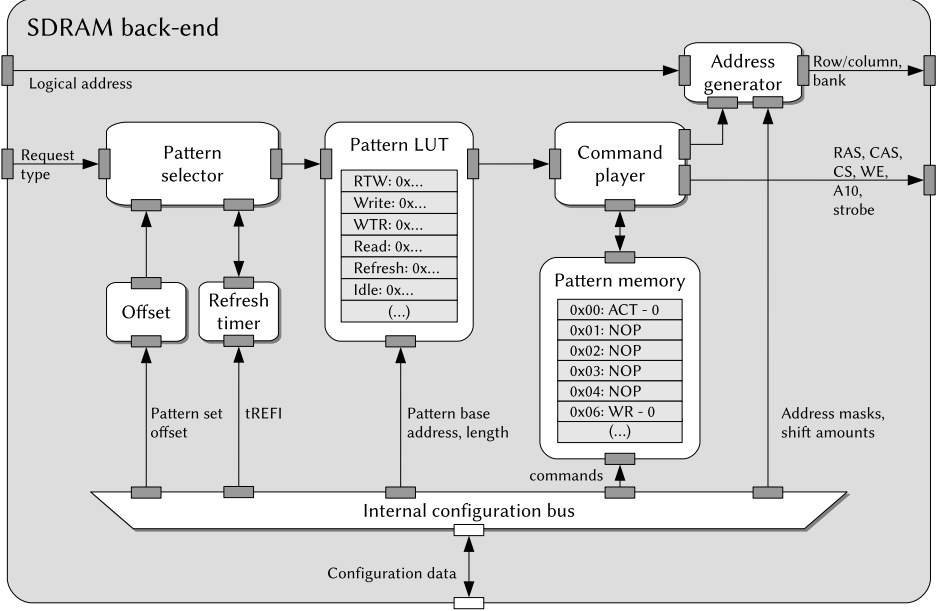 SDRAM back-end
Logical address
Address
generator
Row/column,
bank
Request
type
Pattern
selector
Pattern LUT
RTW: 0x...
Write: 0x...
WTR: 0x...
Read: 0x...
Refresh: 0x...
Idle: 0x...
(...)
Command
player
RAS, CAS,
CS, WE,
A10,
strobe
Offset
Refresh
timer
Pattern memory
0x00: ACT - 0
0x01: NOP
0x02: NOP
0x03: NOP
0x04: NOP
0x06: WR - 0
(...)
Pattern set
offset
tREFI
Pattern base
address, length
commands
Address masks,
shift amounts
Internal configuration bus
Configuration data